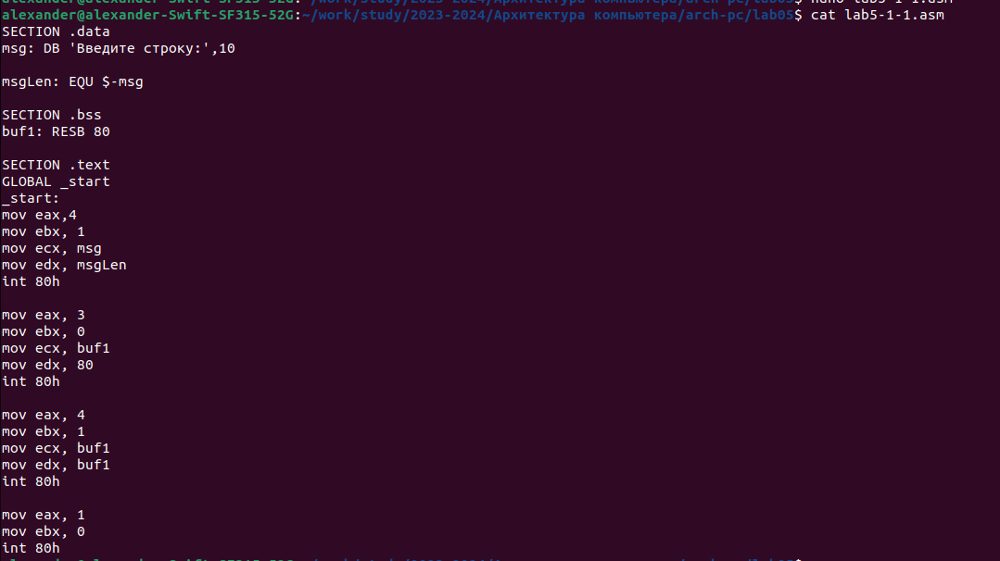 alexander@alexander-Swift-SF315-52G:~/work/study/2023-2024/Архитектура компьютера/arch-pc/lab05$ nano lab5-1-1.asm
alexander@alexander-Swift-SF315-52G:~/work/study/2023-2024/Архитектура компьютера/arch-pc/lab05$ cat lab5-1-1.asm
SECTION .data
msg: DB 'Введите строку:',10
msgLen: EQU $-msg
SECTION .bss
buf1: RESB 80
SECTION .text
GLOBAL _start
_start:
mov eax,4
mov ebx, 1
mov ecx, msg
mov edx, msgLen
int 80h
mov eax, 3
mov ebx, 0
mov ecx, buf1
mov edx, 80
int 80h
mov eax, 4
mov ebx, 1
mov ecx, buf1
mov edx, buf1
int 80h
mov eax, 1
mov ebx, 0
int 80h